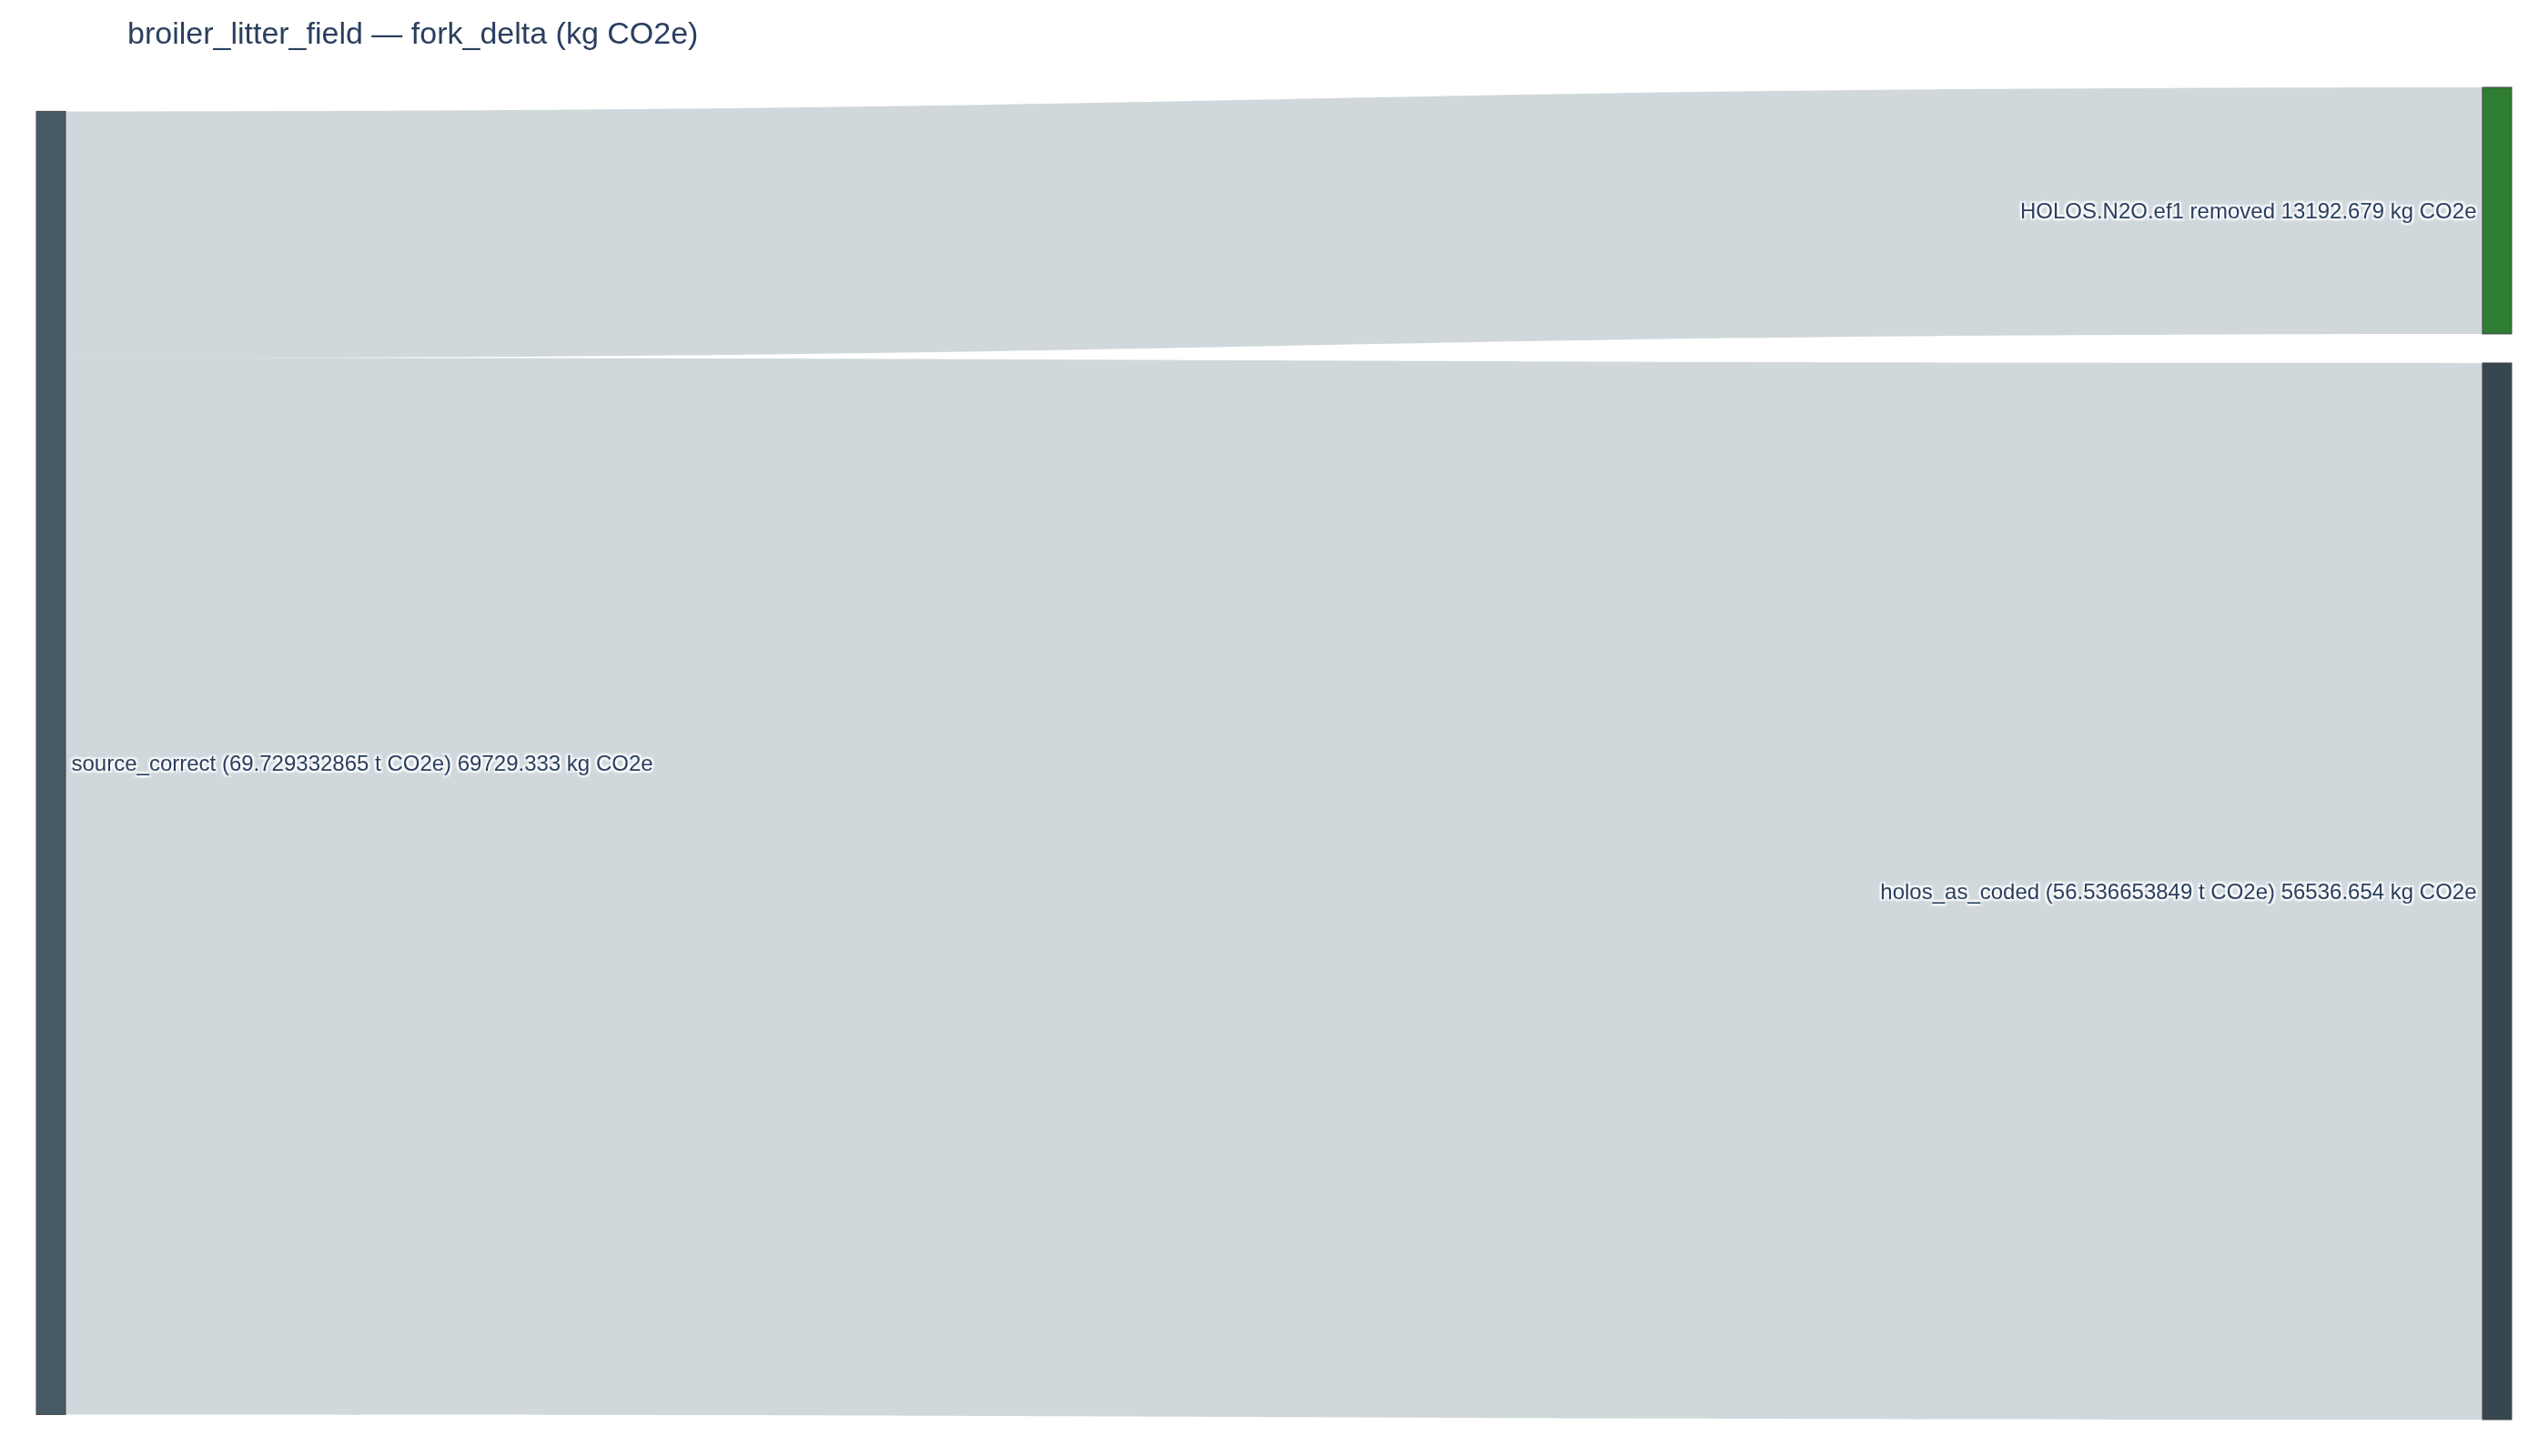 broiler_litter_field — fork_delta (kg CO2e)
HOLOS.N2O.ef1 removed 13192.679 kg CO2e
source_correct (69.729332865 t CO2e) 69729.333 kg CO2e
holos_as_coded (56.536653849 t CO2e) 56536.654 kg CO2e